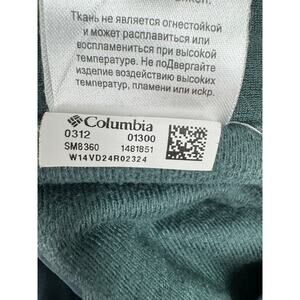 Ткань не является огнестойкой
и может расплавиться или
воспламениться при высокой
температуре. Не подвергайте
изделие воздействию высоких
температур, пламени или искр.
Columbia
0312 01300
SM8360 1481851
W14VD24R02324